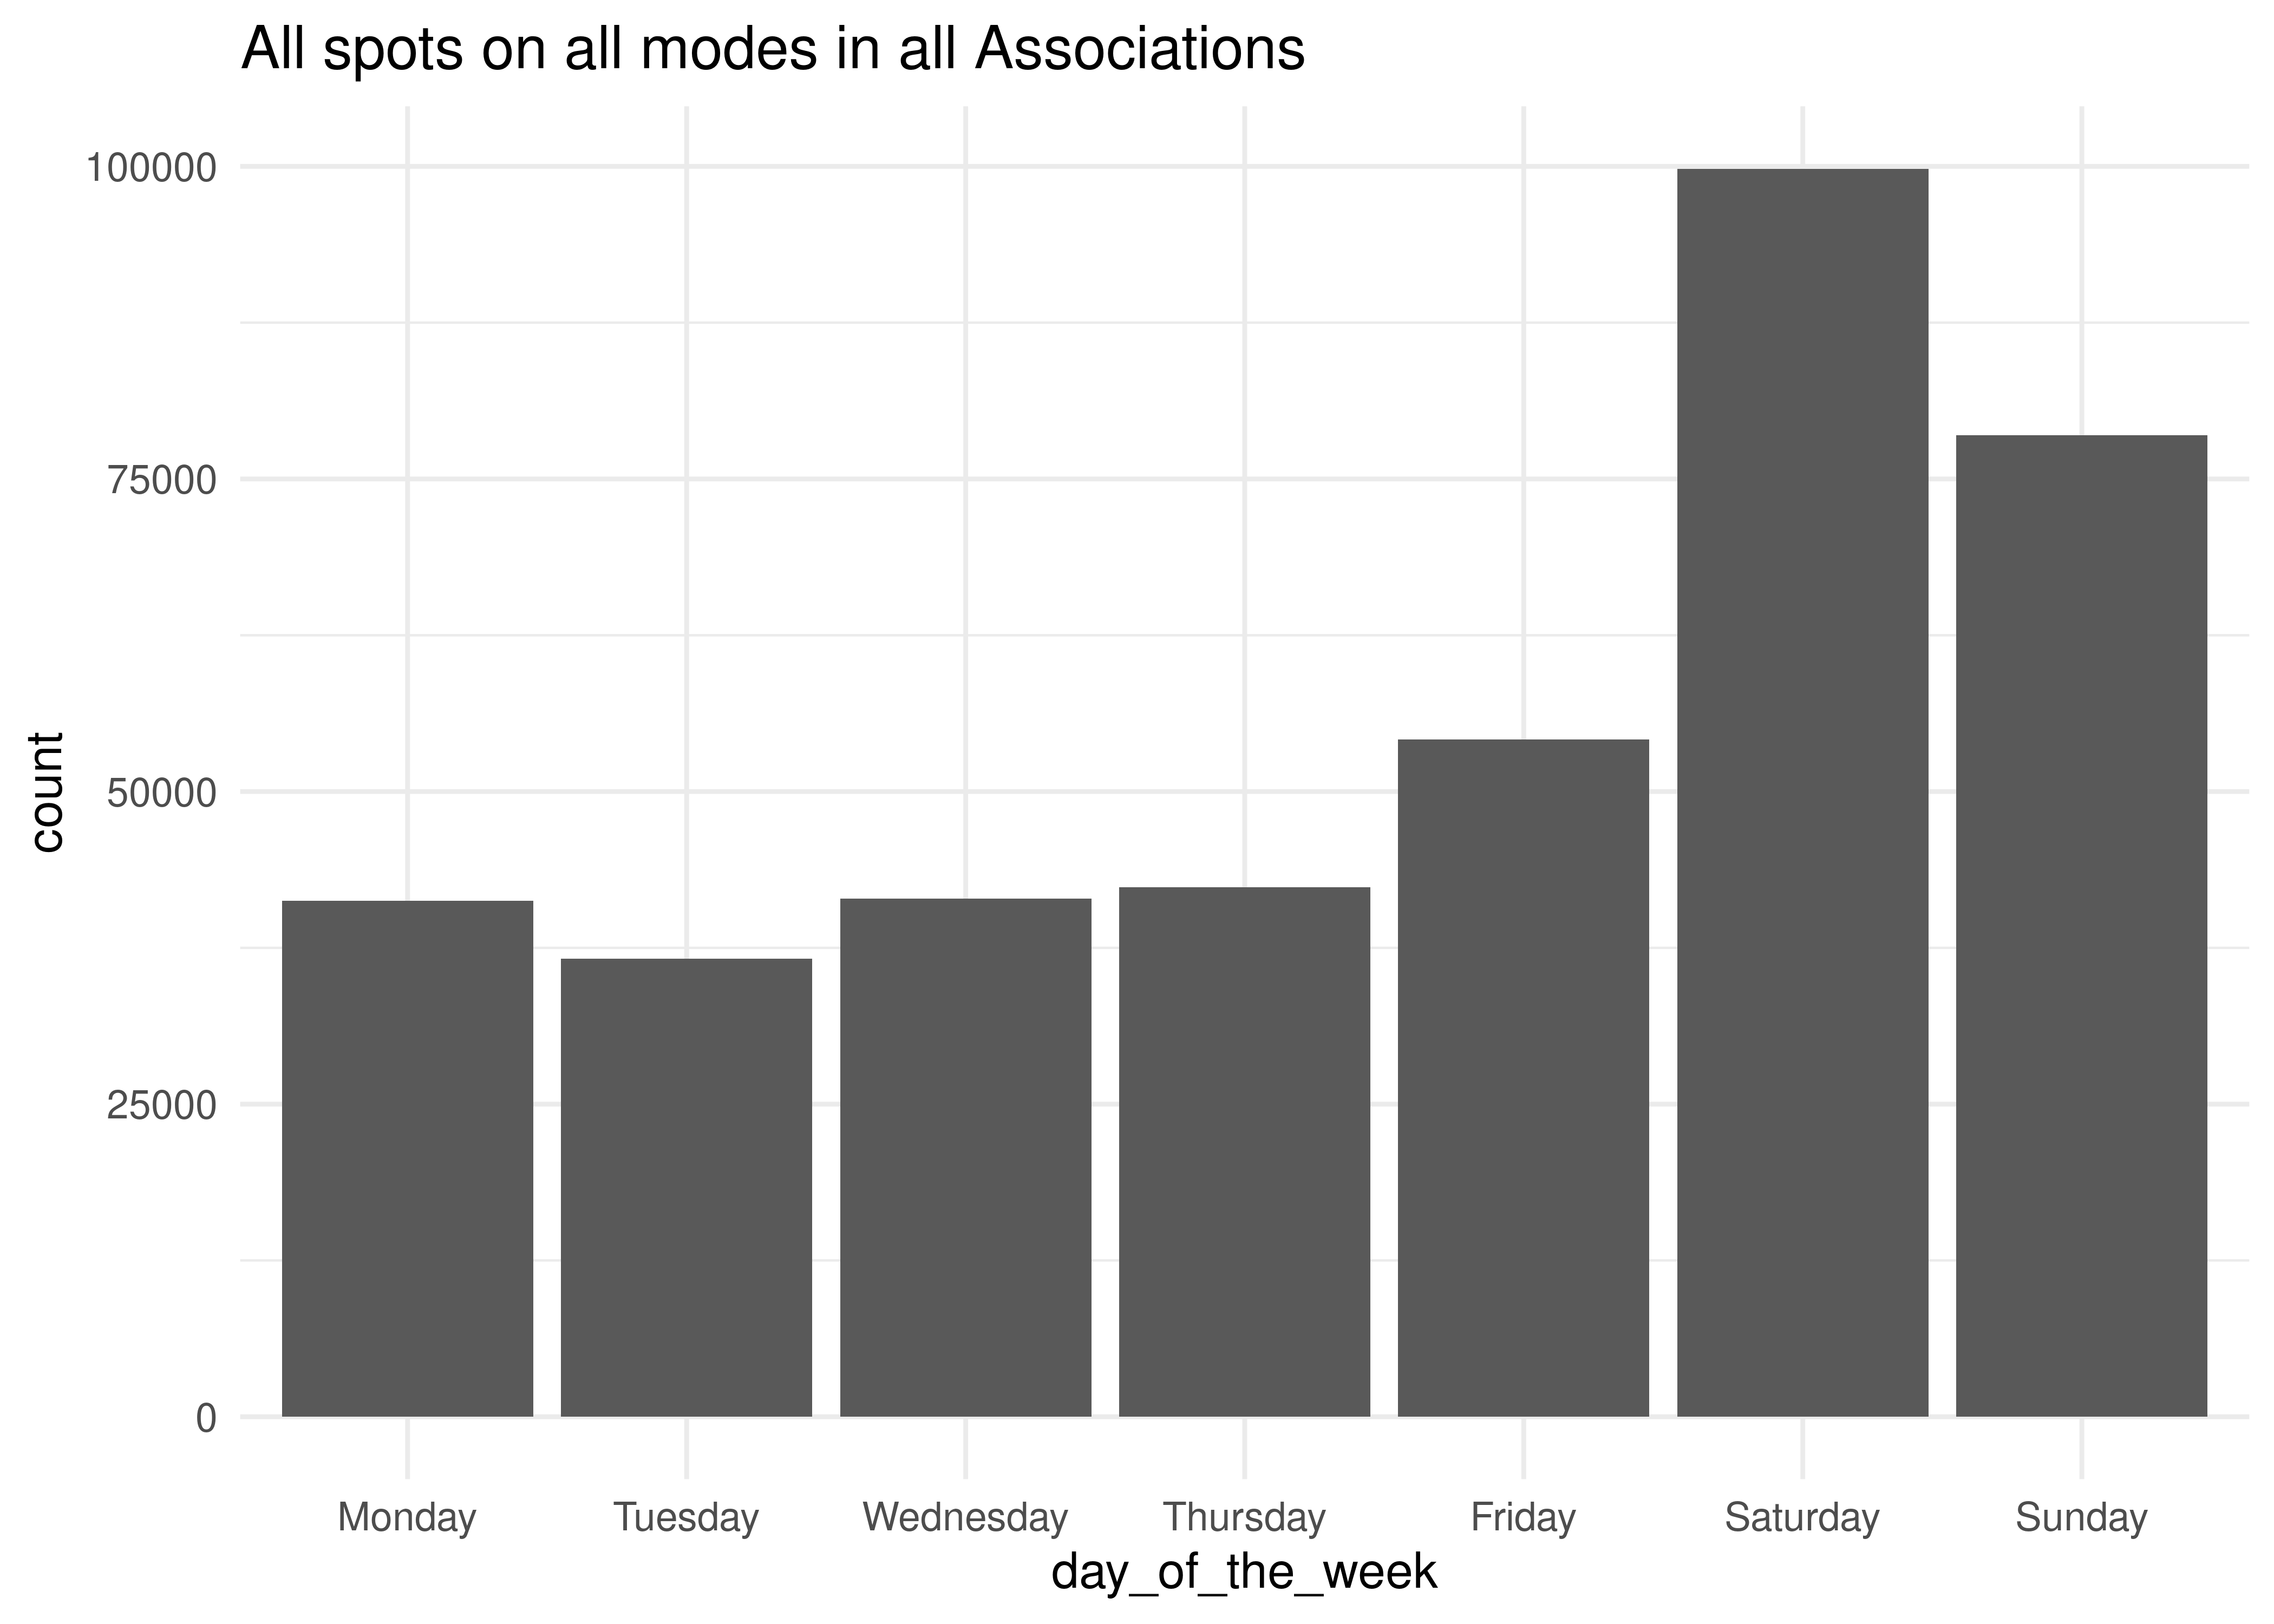 All spots on all modes in all Associations
100000
75000
50000
25000
0
count
Monday Tuesday Wednesday Thursday Friday Saturday Sunday
day_of_the_week